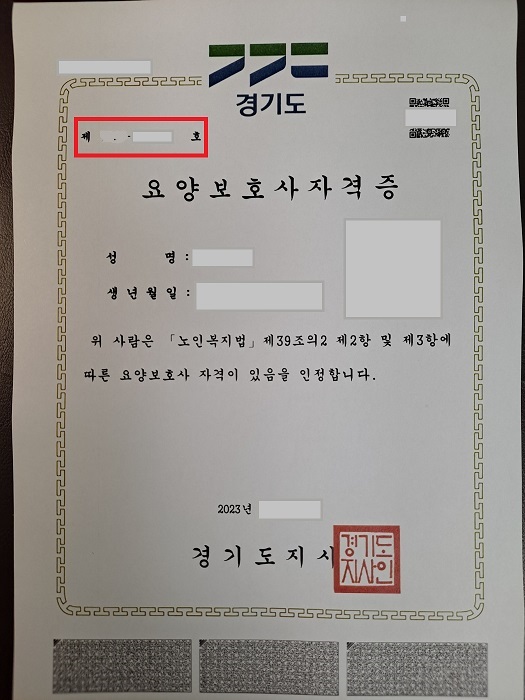 경기도
제 - 호
요양보호사자격증
성 명 :
생년월일 :
위 사람은 「노인복지법」 제39조의2 제2항 및 제3항에
따른 요양보호사 자격이 있음을 인정합니다.
2023년
경기도지사
경기도
지사인